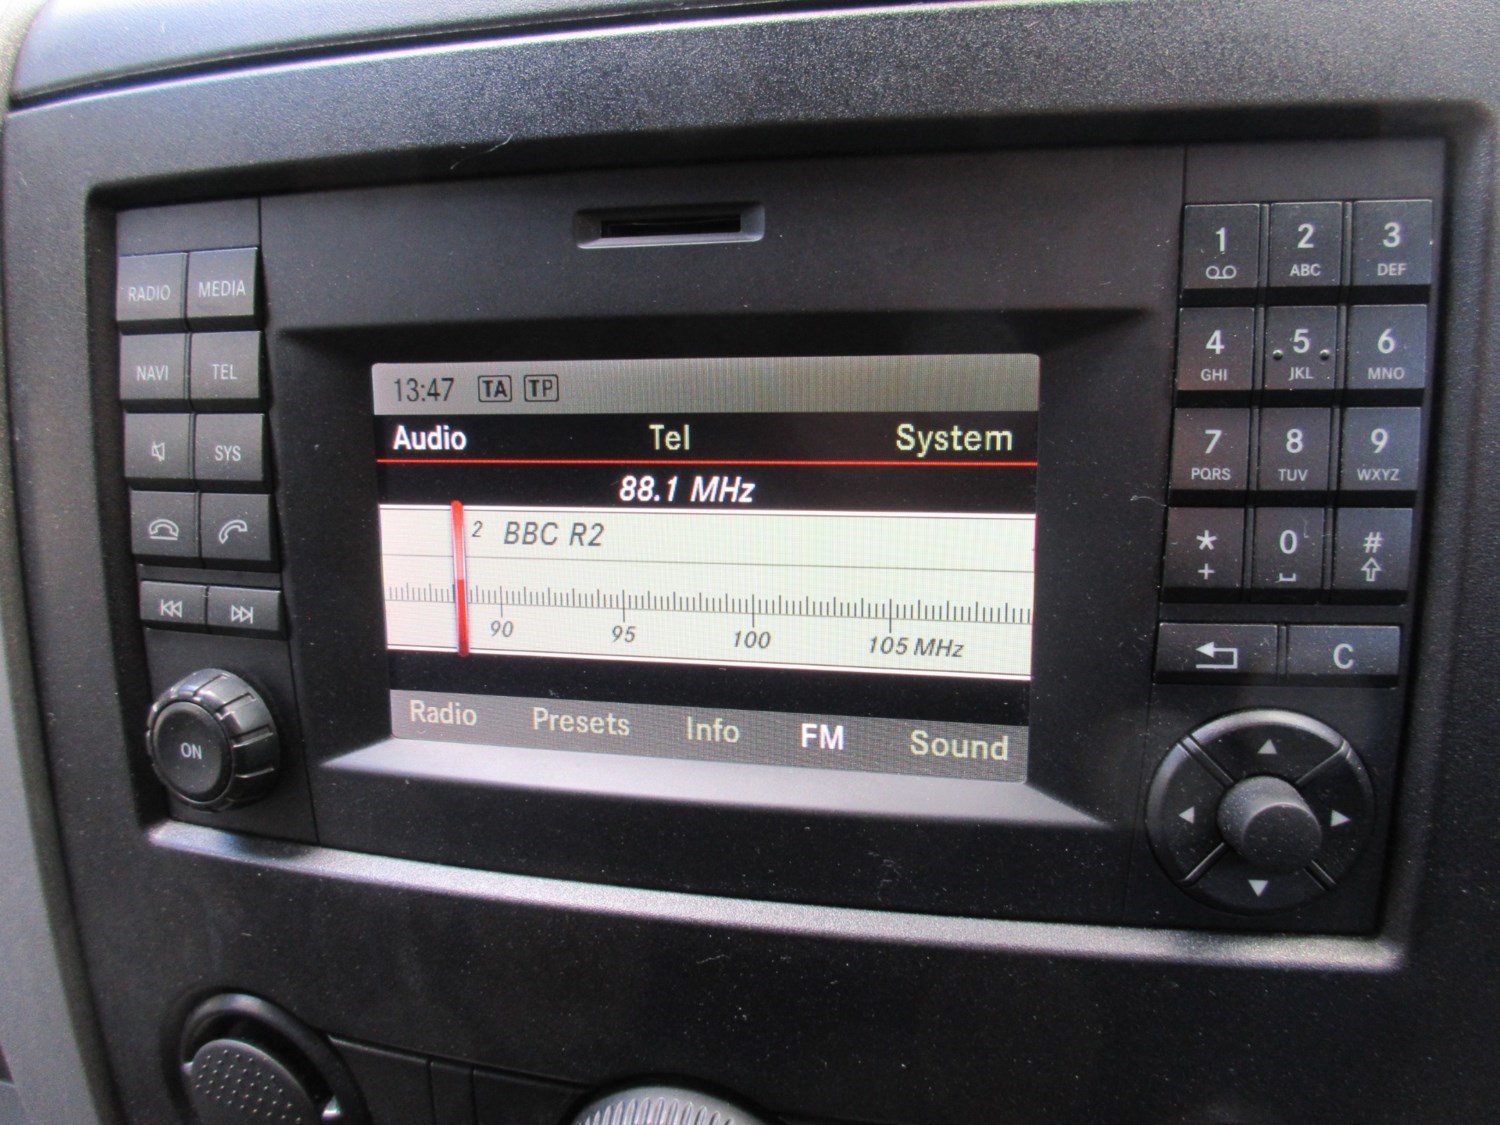 13:47 TA TP
Audio Tel System
88.1 MHz
2 BBC R2
90 95 100 105 MHz
Radio Presets Info FM Sound
RADIO MEDIA
NAVI TEL
SYS
ON
1 2 3
ABC DEF
4 5 6
GHI JKL MNO
7 8 9
PQRS TUV WXYZ
* 0 #
+
C